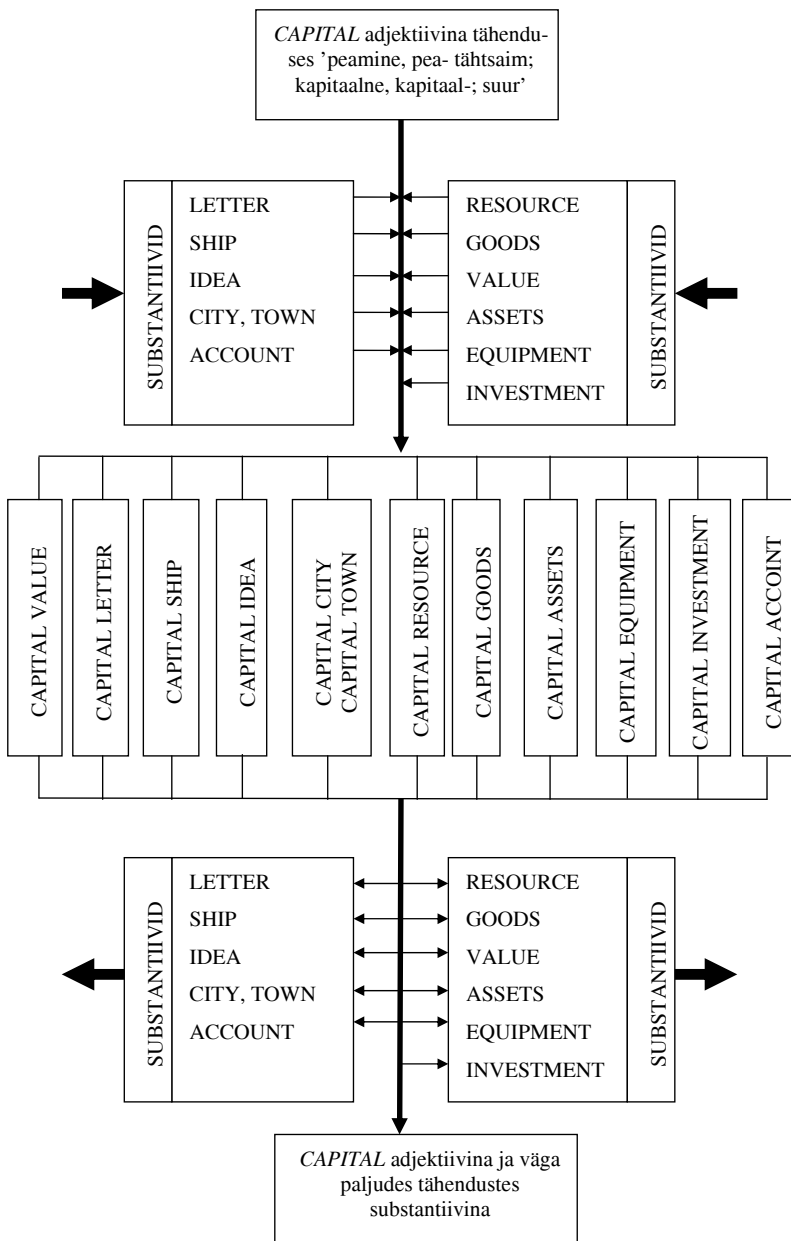 CAPITAL adjektiivina tähendu-
ses ’peamine, pea- tähtsaim;
kapitaalne, kapitaal-; suur’
SUBSTANTIIVID
LETTER
SHIP
IDEA
CITY, TOWN
ACCOUNT
RESOURCE
GOODS
VALUE
ASSETS
EQUIPMENT
INVESTMENT
SUBSTANTIIVID
CAPITAL VALUE
CAPITAL LETTER
CAPITAL SHIP
CAPITAL IDEA
CAPITAL CITY
CAPITAL TOWN
CAPITAL RESOURCE
CAPITAL GOODS
CAPITAL ASSETS
CAPITAL EQUIPMENT
CAPITAL INVESTMENT
CAPITAL ACCOINT
SUBSTANTIIVID
LETTER
SHIP
IDEA
CITY, TOWN
ACCOUNT
RESOURCE
GOODS
VALUE
ASSETS
EQUIPMENT
INVESTMENT
SUBSTANTIIVID
CAPITAL adjektiivina ja väga
paljudes tähendustes
substantiivina